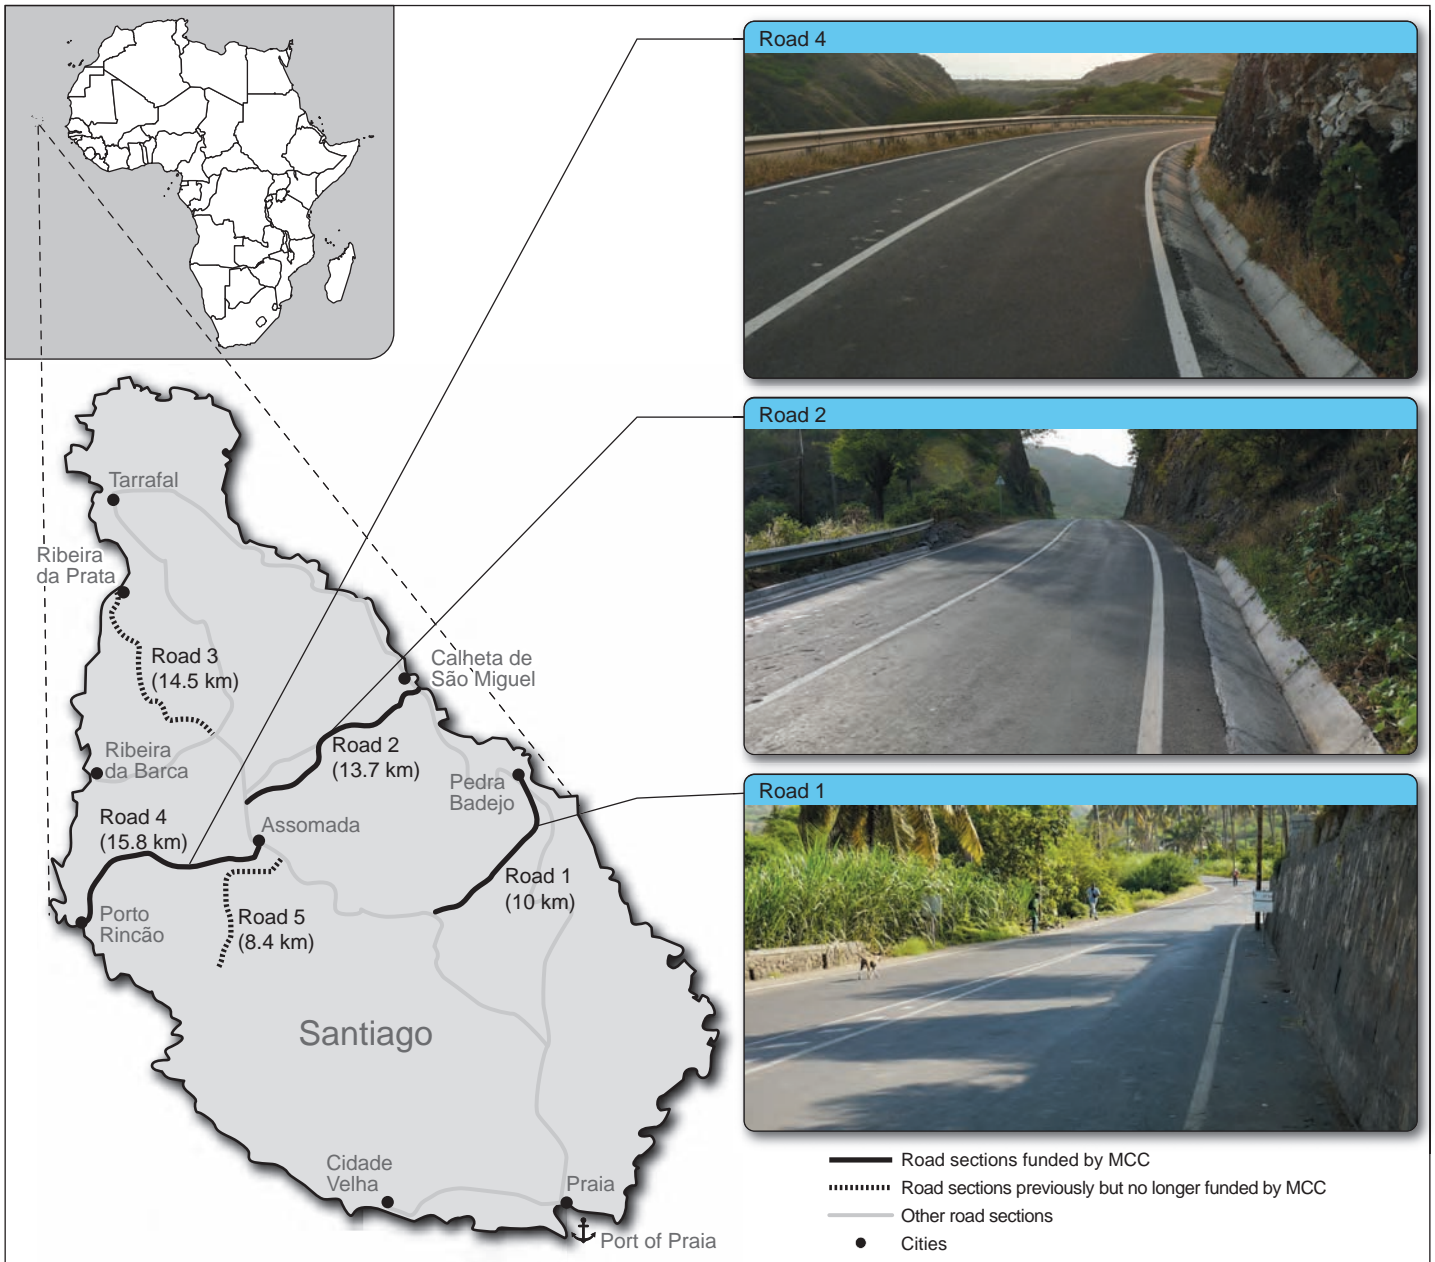 Road 4
Road 2
Road 1
Tarrafal
Ribeira
da Prata
Road 3
(14.5 km)
Calheta de
São Miguel
Ribeira
da Barca
Road 2
(13.7 km)
Pedra
Badejo
Road 4
(15.8 km)
Assomada
Road 1
(10 km)
Porto
Rincão
Road 5
(8.4 km)
Santiago
Cidade
Velha
Praia
Port of Praia
Road sections funded by MCC
Road sections previously but no longer funded by MCC
Other road sections
Cities